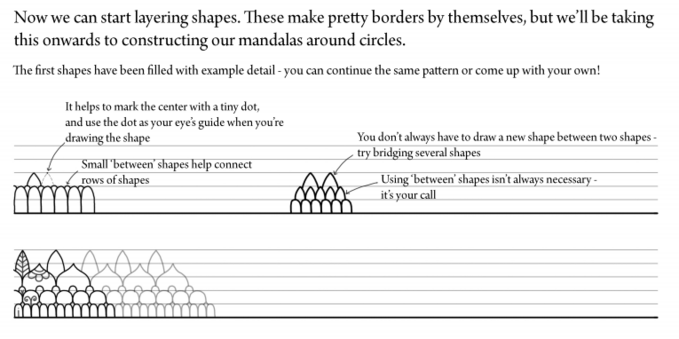 Now we can start layering shapes. These make pretty borders by themselves, but we'll be taking
this onwards to constructing our mandalas around circles.
The first shapes have been filled with example detail - you can continue the same pattern or come up with your own!
It helps to mark the center with a tiny dot,
and use the dot as your eye's guide when you're
drawing the shape
Small 'between' shapes help connect
rows of shapes
You don't always have to draw a new shape between two shapes -
try bridging several shapes
Using 'between' shapes isn't always necessary -
it's your call